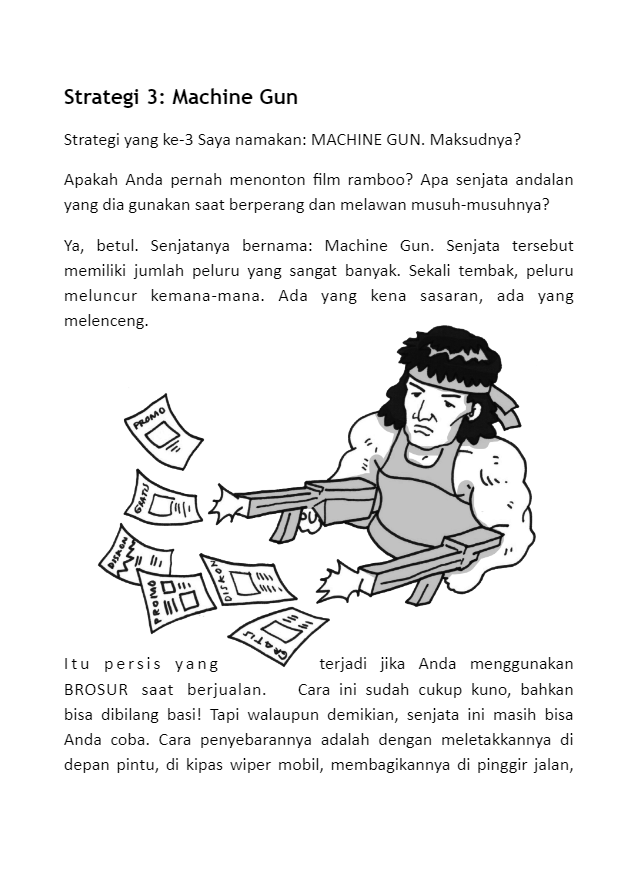 Strategi 3: Machine Gun
Strategi yang ke-3 Saya namakan: MACHINE GUN. Maksudnya?
Apakah Anda pernah menonton film ramboo? Apa senjata andalan
yang dia gunakan saat berperang dan melawan musuh-musuhnya?
Ya, betul. Senjatanya bernama: Machine Gun. Senjata tersebut
memiliki jumlah peluru yang sangat banyak. Sekali tembak, peluru
meluncur kemana-mana. Ada yang kena sasaran, ada yang
melenceng.
PROMO
GRATIS
DISKON
PROMO
DISKON
GRATIS
Itu persis yang terjadi jika Anda menggunakan
BROSUR saat berjualan. Cara ini sudah cukup kuno, bahkan
bisa dibilang basi! Tapi walaupun demikian, senjata ini masih bisa
Anda coba. Cara penyebarannya adalah dengan meletakkannya di
depan pintu, di kipas wiper mobil, membagikannya di pinggir jalan,